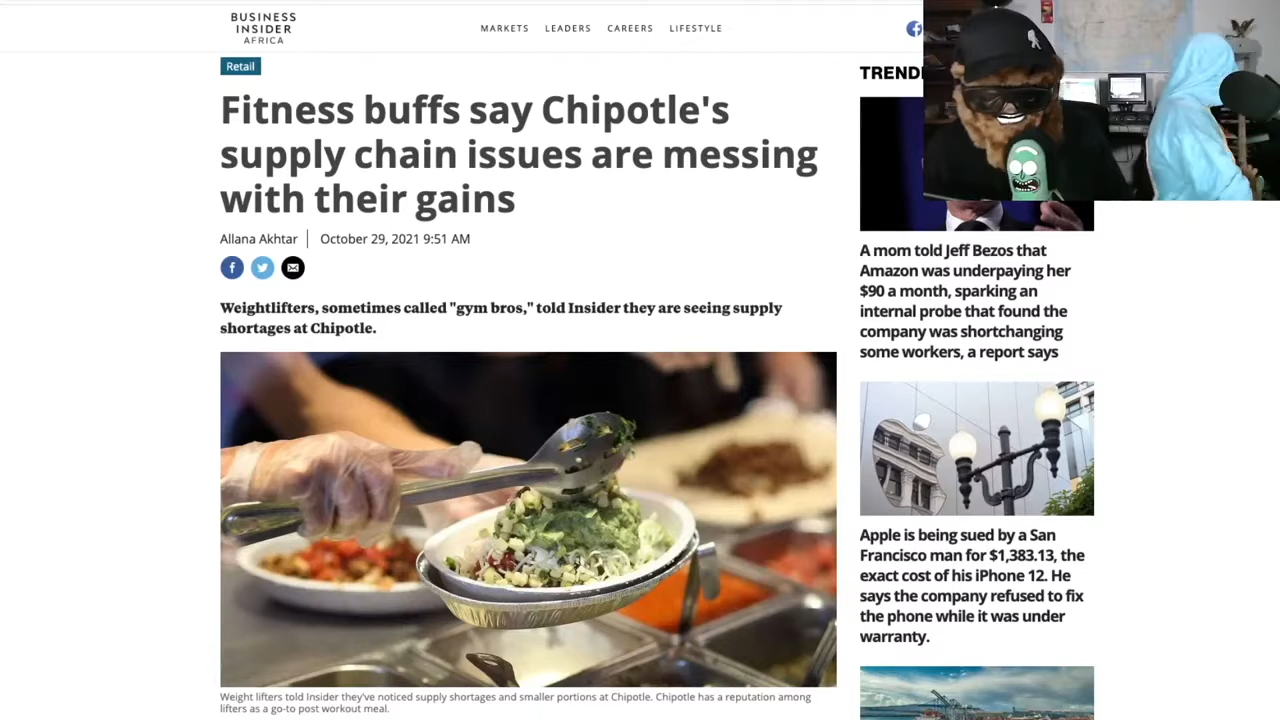 BUSINESS
INSIDER
AFRICA
MARKETS LEADERS CAREERS LIFESTYLE
Retail
Fitness buffs say Chipotle's
supply chain issues are messing
with their gains
Allana Akhtar October 29, 2021 9:51 AM
Weightlifters, sometimes called "gym bros," told Insider they are seeing supply
shortages at Chipotle.
Weight lifters told Insider they've noticed supply shortages and smaller portions at Chipotle. Chipotle has a reputation among
lifters as a go-to post workout meal.
A mom told Jeff Bezos that
Amazon was underpaying her
$90 a month, sparking an
internal probe that found the
company was shortchanging
some workers, a report says
Apple is being sued by a San
Francisco man for $1,383.13, the
exact cost of his iPhone 12. He
says the company refused to fix
the phone while it was under
warranty.